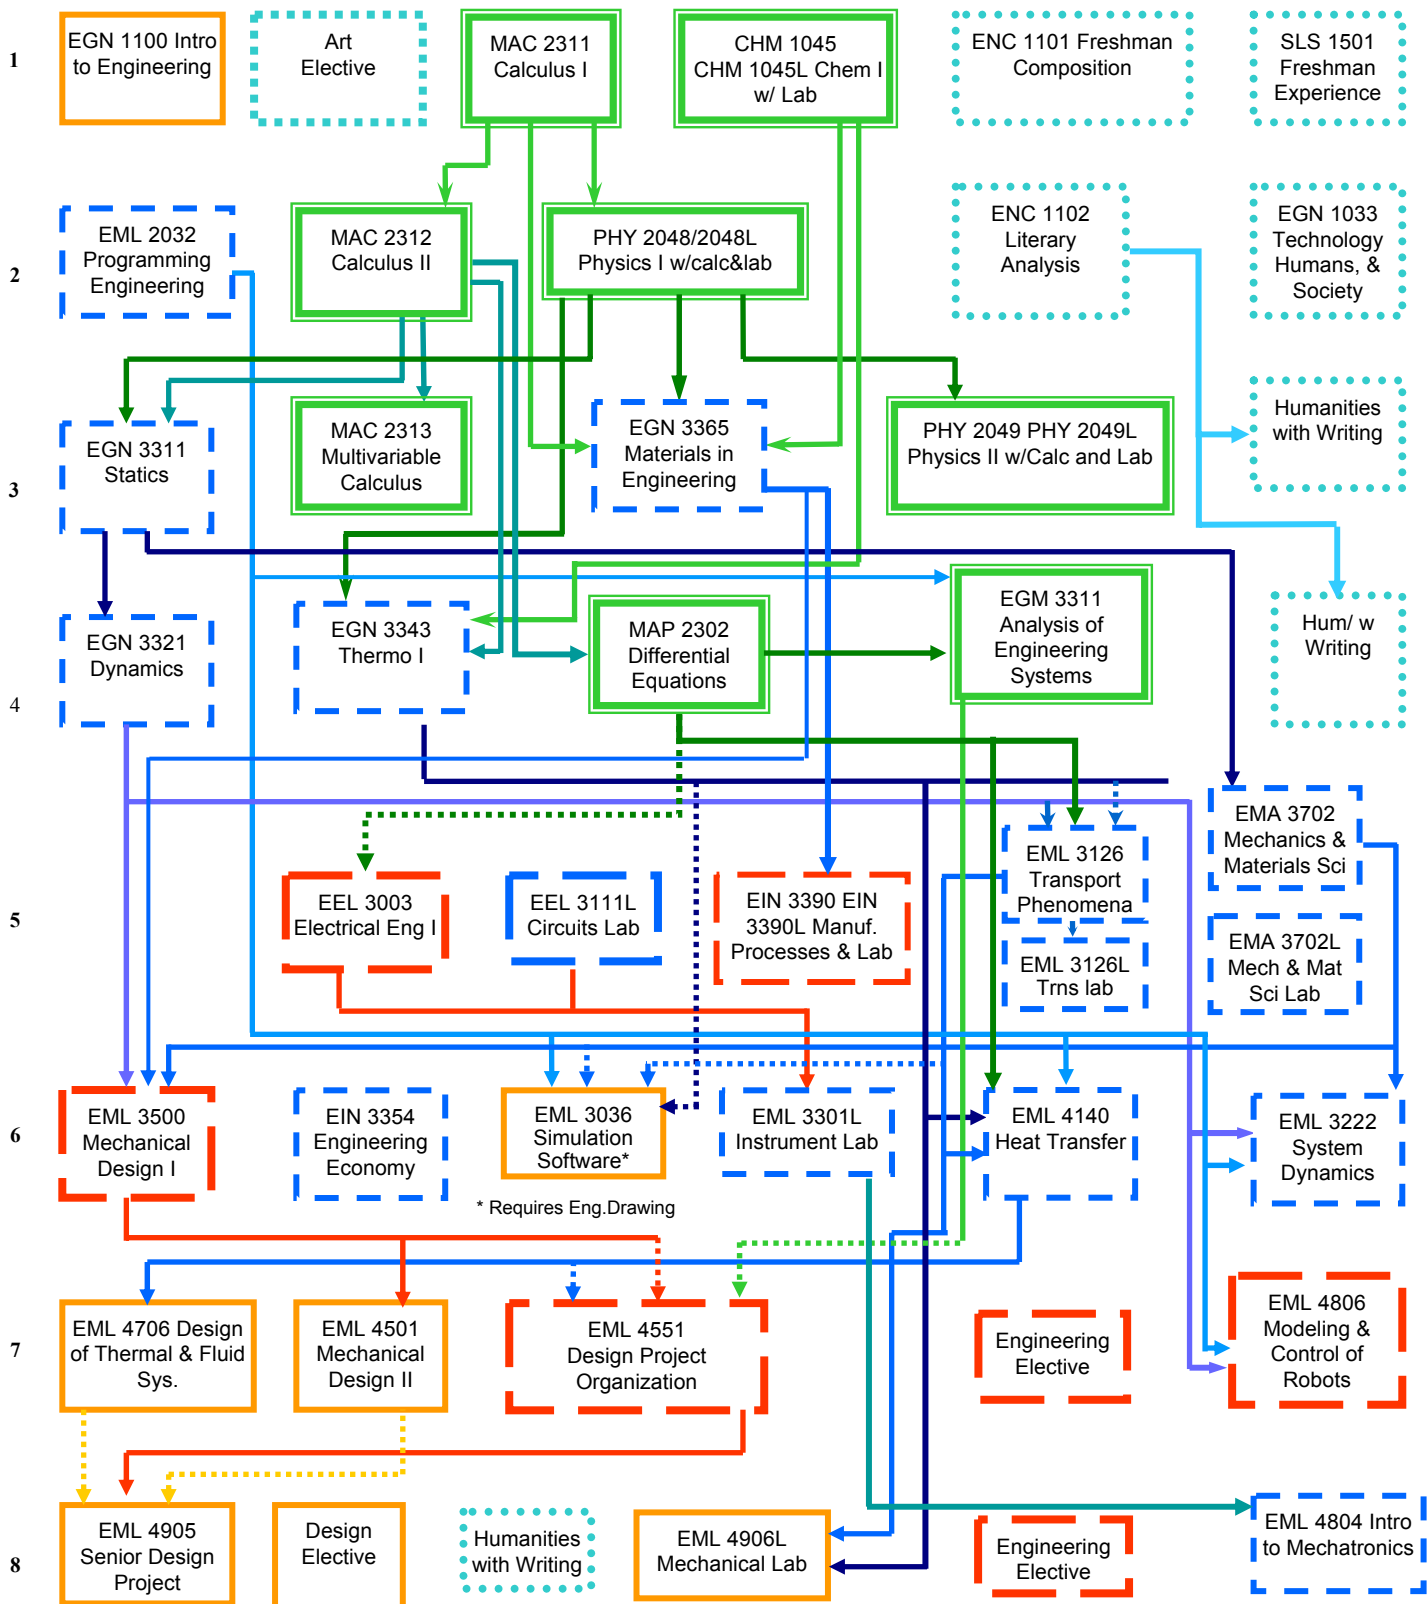 1
EGN 1100 Intro
to Engineering
Art
Elective
MAC 2311
Calculus I
CHM 1045
CHM 1045L Chem I
w/ Lab
ENC 1101 Freshman
Composition
SLS 1501
Freshman
Experience
2
EML 2032
Programming
Engineering
MAC 2312
Calculus II
PHY 2048/2048L
Physics I w/calc&lab
ENC 1102
Literary
Analysis
EGN 1033
Technology
Humans, &
Society
3
EGN 3311
Statics
MAC 2313
Multivariable
Calculus
EGN 3365
Materials in
Engineering
PHY 2049 PHY 2049L
Physics II w/Calc and Lab
Humanities
with Writing
4
EGN 3321
Dynamics
EGN 3343
Thermo I
MAP 2302
Differential
Equations
EGM 3311
Analysis of
Engineering
Systems
Hum/ w
Writing
5
EEL 3003
Electrical Eng I
EEL 3111L
Circuits Lab
EIN 3390 EIN
3390L Manuf.
Processes & Lab
EML 3126
Transport
Phenomena
EML 3126L
Trns lab
EMA 3702
Mechanics &
Materials Sci
EMA 3702L
Mech & Mat
Sci Lab
6
EML 3500
Mechanical
Design I
EIN 3354
Engineering
Economy
EML 3036
Simulation
Software*
* Requires Eng.Drawing
EML 3301L
Instrument Lab
EML 4140
Heat Transfer
EML 3222
System
Dynamics
7
EML 4706 Design
of Thermal & Fluid
Sys.
EML 4501
Mechanical
Design II
EML 4551
Design Project
Organization
Engineering
Elective
EML 4806
Modeling &
Control of
Robots
8
EML 4905
Senior Design
Project
Design
Elective
Humanities
with Writing
EML 4906L
Mechanical Lab
Engineering
Elective
EML 4804 Intro
to Mechatronics